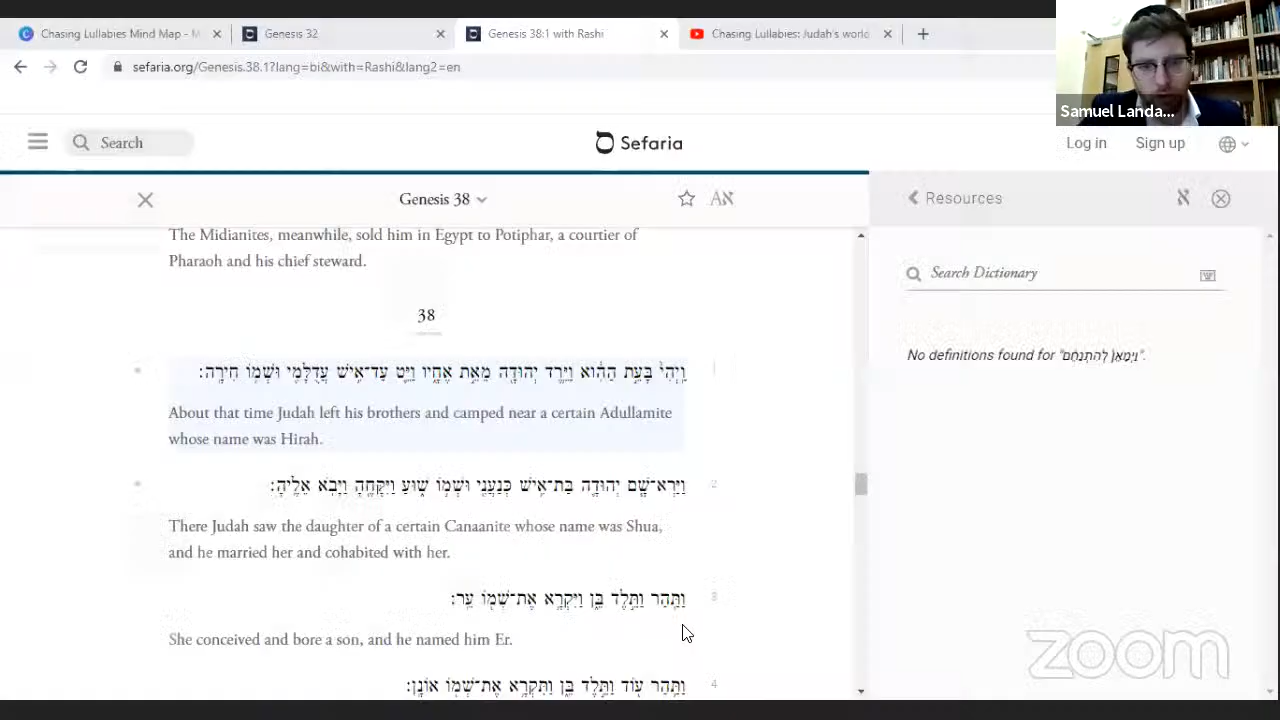 Chasing Lullabies Mind Map - M
Genesis 32
Genesis 38:1 with Rashi
Chasing Lullabies: Judah's world
sefaria.org/Genesis.38.1?lang=bi&with=Rashi&lang2=en
Samuel Landa...
Search
Sefaria
Log in
Sign up
Genesis 38
Aא
Resources
א
The Midianites, meanwhile, sold him in Egypt to Potiphar, a courtier of
Pharaoh and his chief steward.
Search Dictionary
No definitions found for "וַיְמָאֵן לְהִתְנַחֵם".
38
1
וַֽיְהִי֙ בָּעֵ֣ת הַהִ֔וא וַיֵּ֥רֶד יְהוּדָ֖ה מֵאֵ֣ת אֶחָ֑יו וַיֵּ֛ט עַד־אִ֥ישׁ עֲדֻלָּמִ֖י וּשְׁמ֥וֹ חִירָֽה׃
About that time Judah left his brothers and camped near a certain Adullamite
whose name was Hirah.
2
וַיַּרְא־שָׁ֧ם יְהוּדָ֛ה בַּת־אִ֥ישׁ כְּנַעֲנִ֖י וּשְׁמ֣וֹ שׁ֑וּעַ וַיִּקָּחֶ֖הָ וַיָּבֹ֥א אֵלֶֽיהָ׃
There Judah saw the daughter of a certain Canaanite whose name was Shua,
and he married her and cohabited with her.
3
וַתַּ֖הַר וַתֵּ֣לֶד בֵּ֑ן וַיִּקְרָ֥א אֶת־שְׁמ֖וֹ עֵֽר׃
She conceived and bore a son, and he named him Er.
4
וַתַּ֥הַר ע֖וֹד וַתֵּ֣לֶד בֵּ֑ן וַתִּקְרָ֥א אֶת־שְׁמ֖וֹ אוֹנָֽן׃
zoom